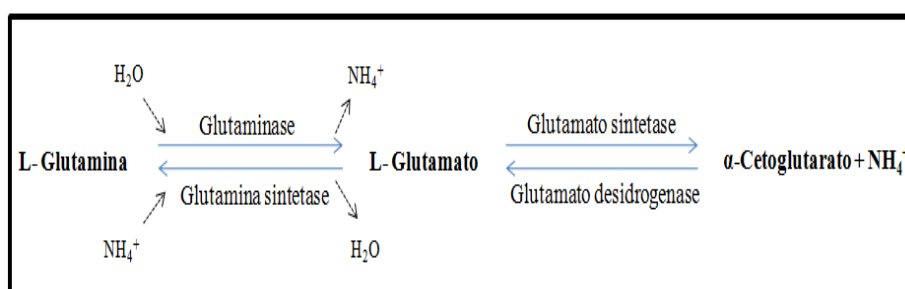 H₂O NH₄⁺
Glutaminase Glutamato sintetase
L- Glutamina L- Glutamato α-Cetoglutarato + NH₄⁺
Glutamina sintetase Glutamato desidrogenase
NH₄⁺ H₂O